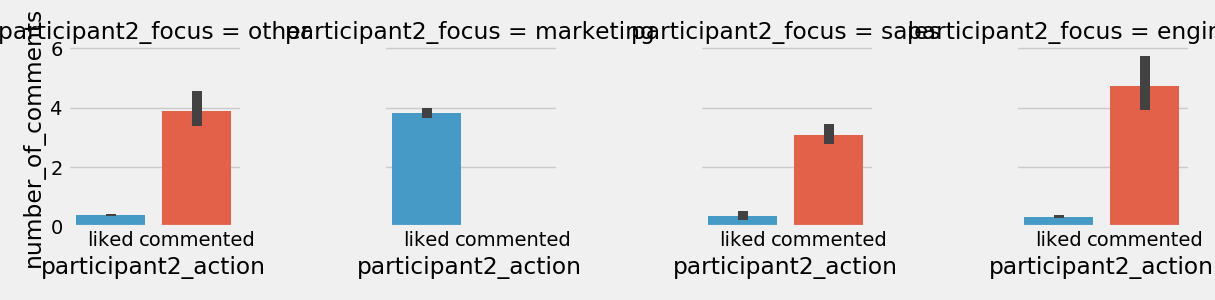 participant2_focus = other
participant2_focus = marketing
participant2_focus = sales
participant2_focus = engin
number_of_comments
6
4
2
0
liked commented
liked commented
liked commented
liked commented
participant2_action
participant2_action
participant2_action
participant2_action